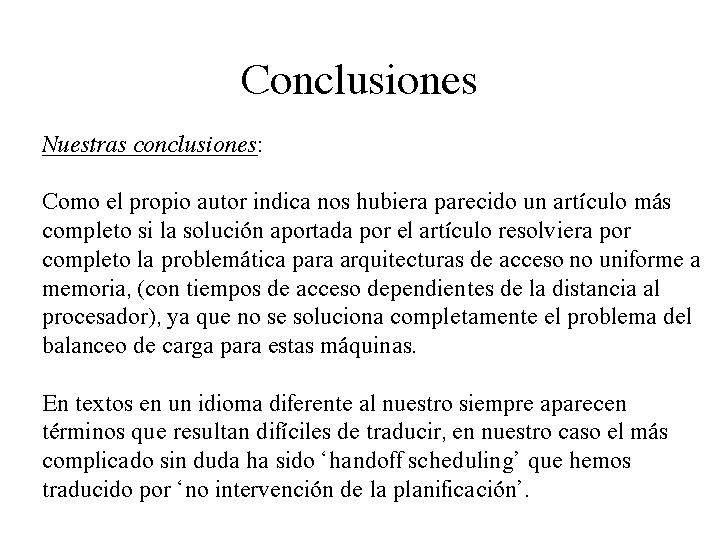 Conclusiones
Nuestras conclusiones:
Como el propio autor indica nos hubiera parecido un artículo más
completo si la solución aportada por el artículo resolviera por
completo la problemática para arquitecturas de acceso no uniforme a
memoria, (con tiempos de acceso dependientes de la distancia al
procesador), ya que no se soluciona completamente el problema del
balanceo de carga para estas máquinas.
En textos en un idioma diferente al nuestro siempre aparecen
términos que resultan difíciles de traducir, en nuestro caso el más
complicado sin duda ha sido ‘handoff scheduling’ que hemos
traducido por ‘no intervención de la planificación’.